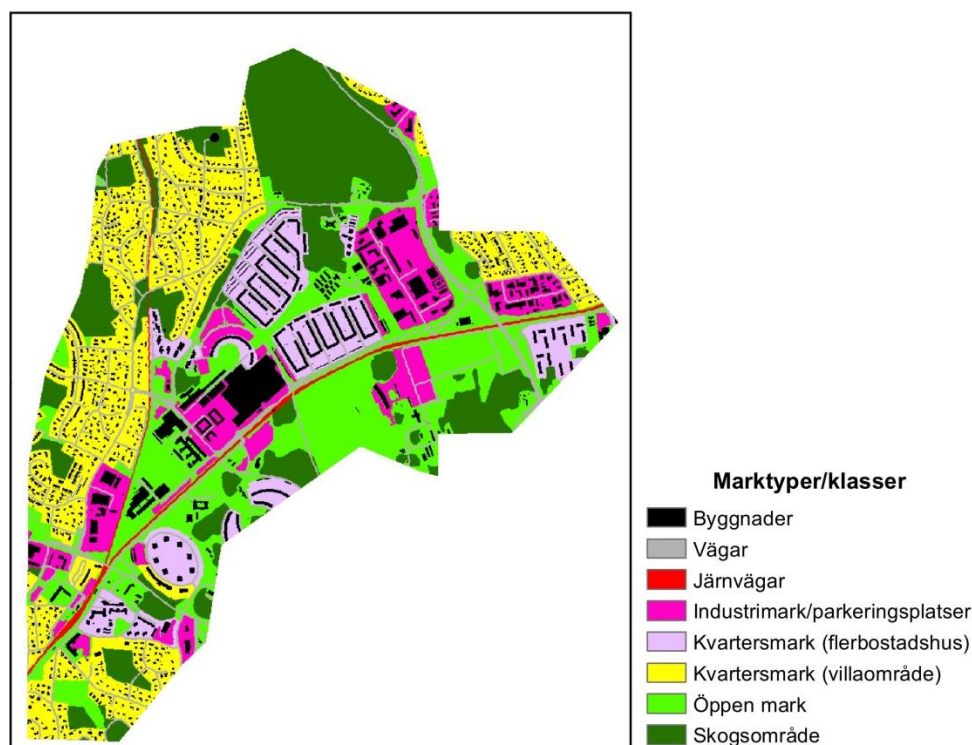 Marktyper/klasser
Byggnader
Vägar
Järnvägar
Industrimark/parkeringsplatser
Kvartersmark (flerbostadshus)
Kvartersmark (villaområde)
Öppen mark
Skogsområde